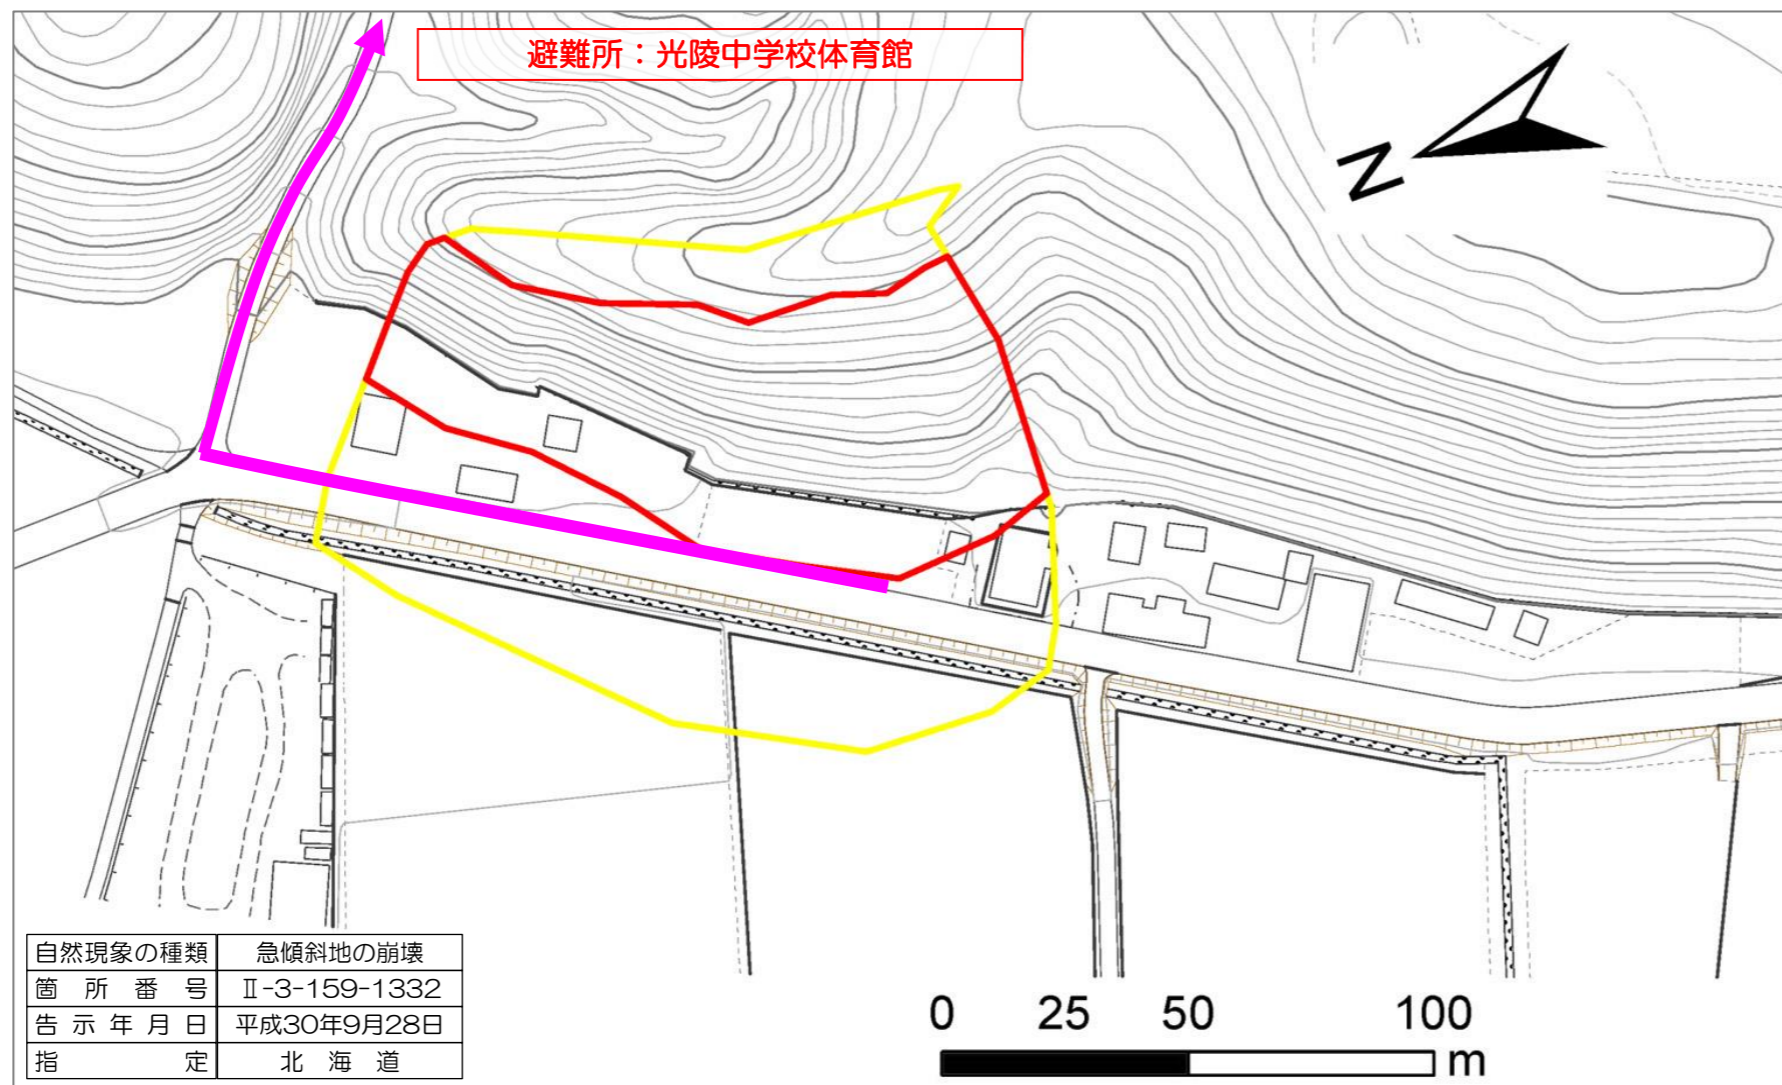 避難所：光陵中学校体育館
N
自然現象の種類 急傾斜地の崩壊
箇所番号 Ⅱ-3-159-1332
告示年月日 平成30年9月28日
指定 北海道
0 25 50 100
m